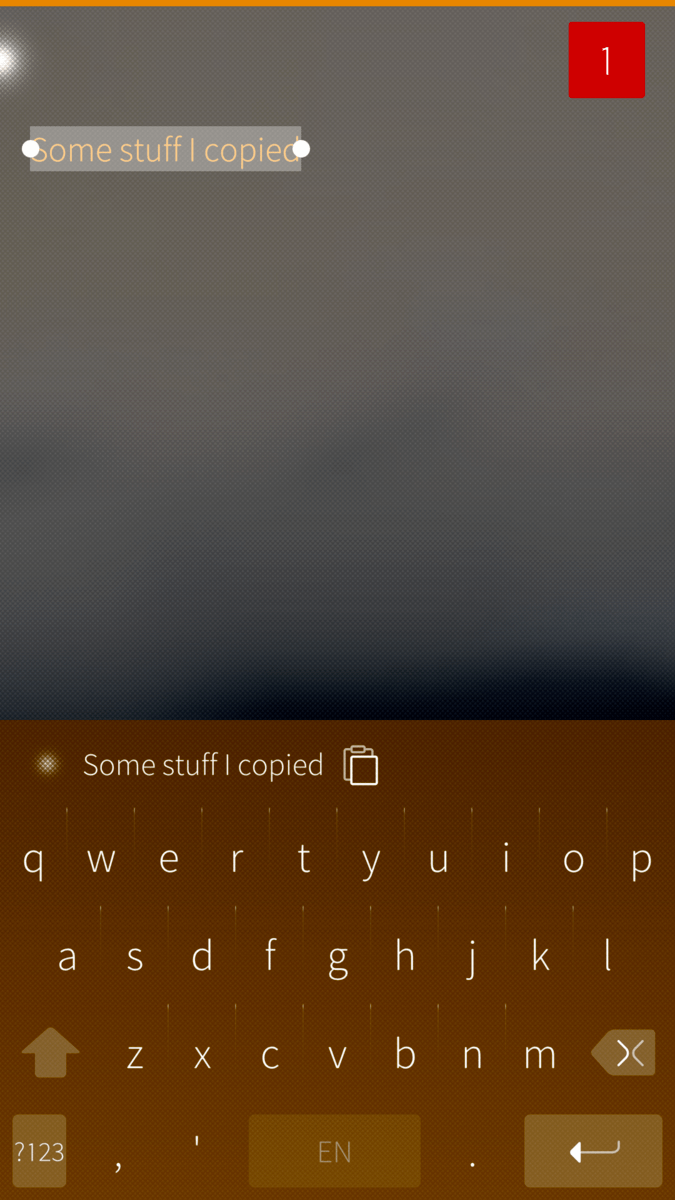 1
Some stuff I copied
Some stuff I copied
q w e r t y u i o p
a s d f g h j k l
z x c v b n m
?123 , ' EN .